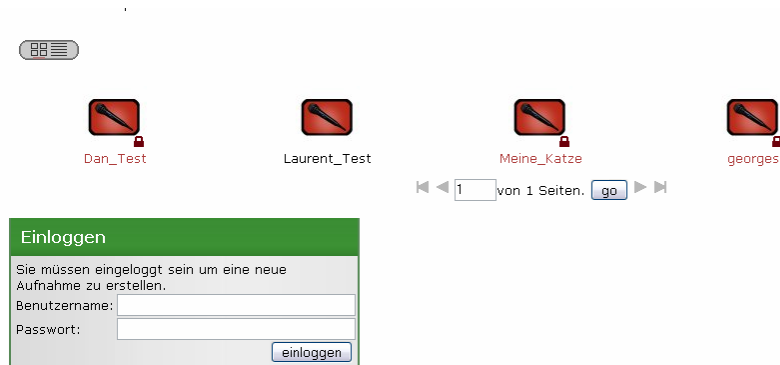 Dan_Test
Laurent_Test
Meine_Katze
georges
1 von 1 Seiten. go
Einloggen
Sie müssen eingeloggt sein um eine neue
Aufnahme zu erstellen.
Benutzername:
Passwort:
einloggen